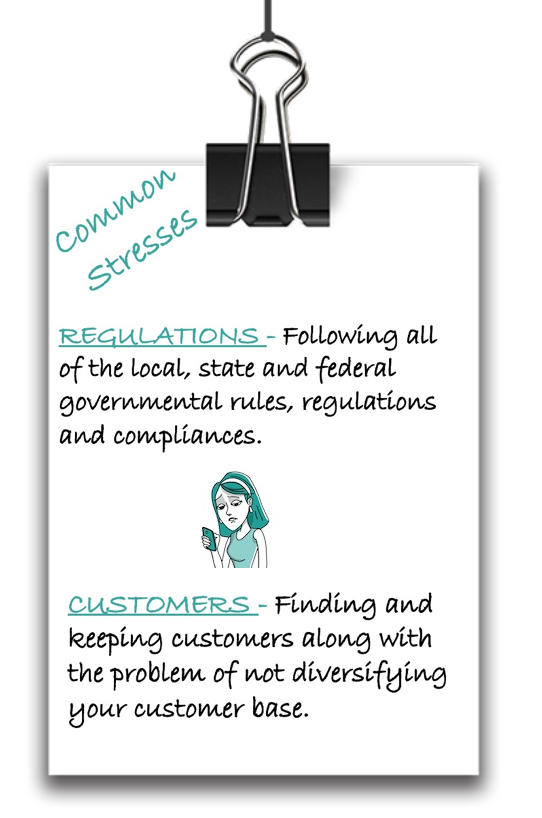 Common
Stresses
REGULATIONS - Following all
of the local, state and federal
governmental rules, regulations
and compliances.
CUSTOMERS - Finding and
keeping customers along with
the problem of not diversifying
your customer base.